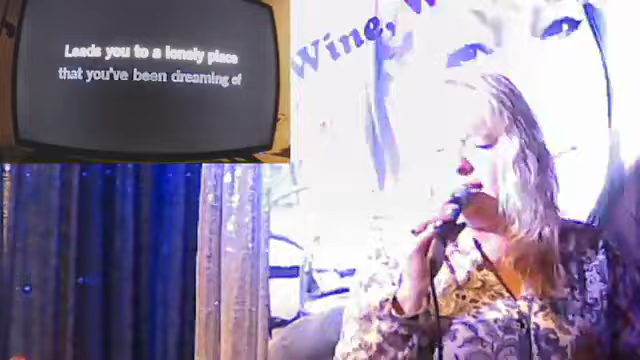 Leads you to a lonely place
that you've been dreaming of
Wine,